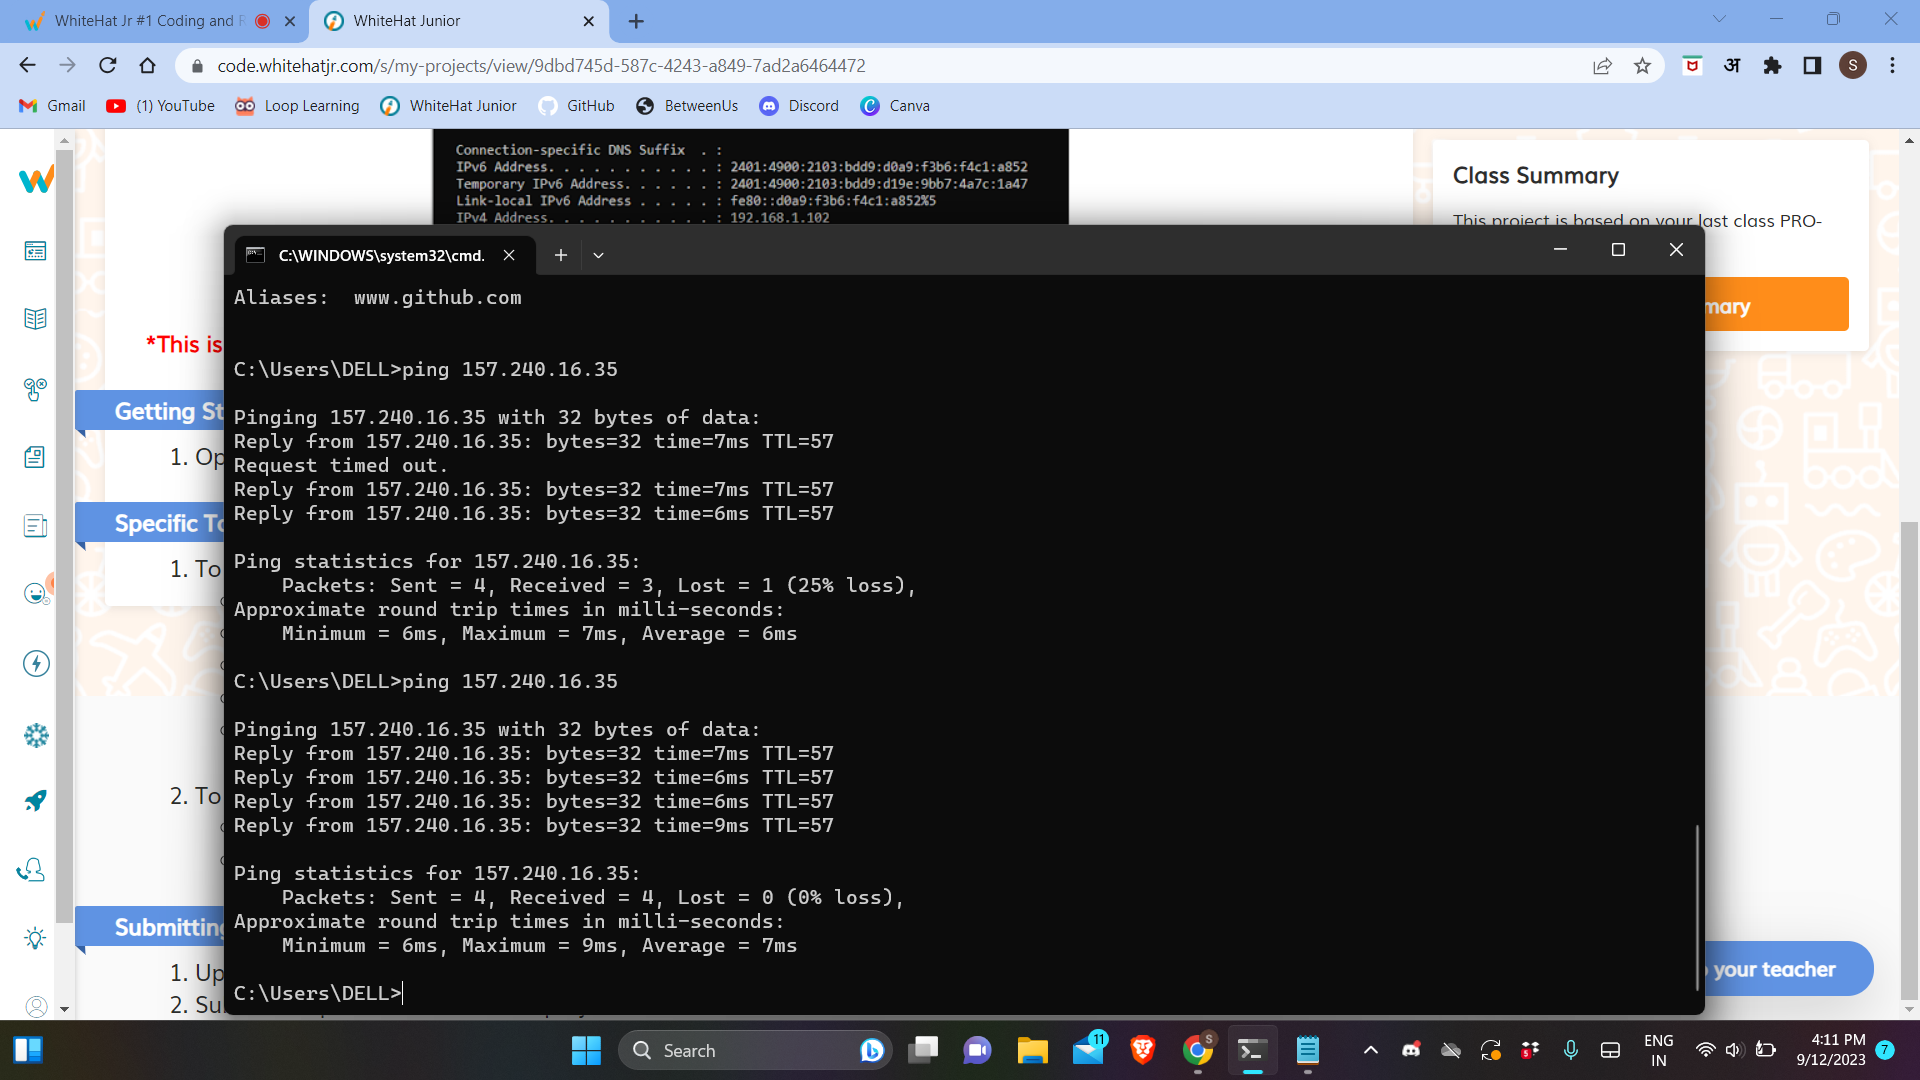 WhiteHat Jr #1 Coding and R
WhiteHat Junior
code.whitehatjr.com/s/my-projects/view/9dbd745d-587c-4243-a849-7ad2a6464472
अ
S
Gmail
(1) YouTube
Loop Learning
WhiteHat Junior
GitHub
BetweenUs
Discord
Canva
Connection-specific DNS Suffix  . :
IPv6 Address. . . . . . . . . . . : 2401:4900:2103:bdd9:d0a9:f3b6:f4c1:a852
Temporary IPv6 Address. . . . . . : 2401:4900:2103:bdd9:d19e:9bb7:4a7c:1a47
Link-local IPv6 Address . . . . . : fe80::d0a9:f3b6:f4c1:a852%5
IPv4 Address. . . . . . . . . . . : 192.168.1.102
Class Summary
This project is based on your last class PRO-
mary
*This is
Getting St
1. Op
Specific To
1. To
2. To
Submitting
1. Up
2. Su
your teacher
C:\WINDOWS\system32\cmd.
Aliases:  www.github.com
C:\Users\DELL>ping 157.240.16.35
Pinging 157.240.16.35 with 32 bytes of data:
Reply from 157.240.16.35: bytes=32 time=7ms TTL=57
Request timed out.
Reply from 157.240.16.35: bytes=32 time=7ms TTL=57
Reply from 157.240.16.35: bytes=32 time=6ms TTL=57
Ping statistics for 157.240.16.35:
Packets: Sent = 4, Received = 3, Lost = 1 (25% loss),
Approximate round trip times in milli-seconds:
Minimum = 6ms, Maximum = 7ms, Average = 6ms
C:\Users\DELL>ping 157.240.16.35
Pinging 157.240.16.35 with 32 bytes of data:
Reply from 157.240.16.35: bytes=32 time=7ms TTL=57
Reply from 157.240.16.35: bytes=32 time=6ms TTL=57
Reply from 157.240.16.35: bytes=32 time=6ms TTL=57
Reply from 157.240.16.35: bytes=32 time=9ms TTL=57
Ping statistics for 157.240.16.35:
Packets: Sent = 4, Received = 4, Lost = 0 (0% loss),
Approximate round trip times in milli-seconds:
Minimum = 6ms, Maximum = 9ms, Average = 7ms
C:\Users\DELL>
Search
11
S
5
ENG
IN
4:11 PM
9/12/2023
7